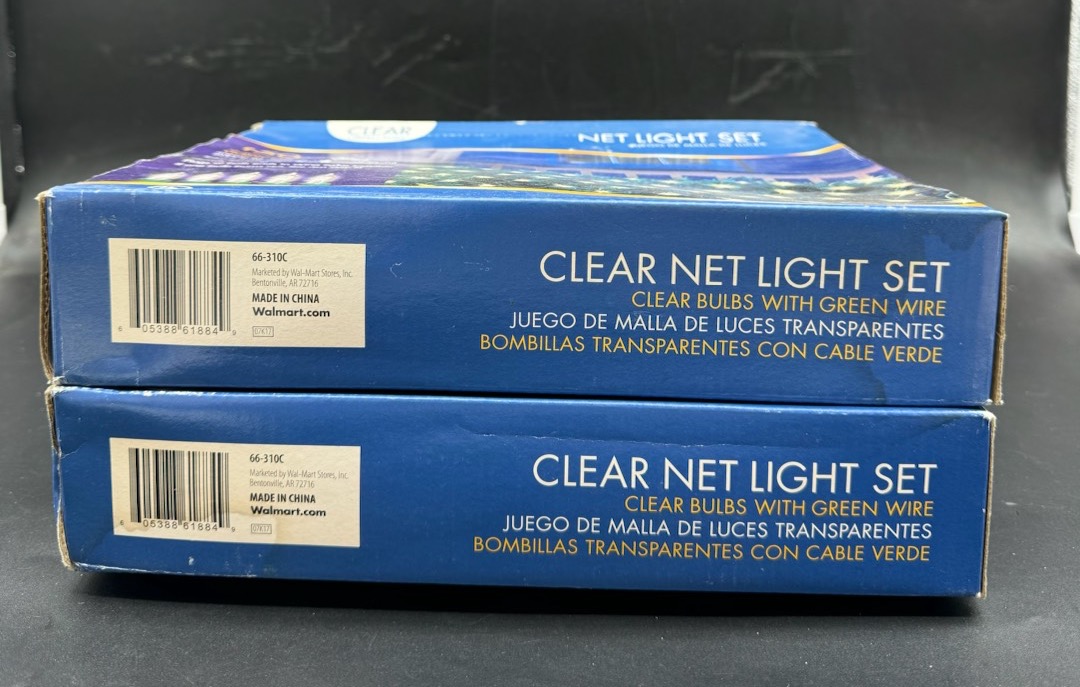 CLEAR
NET LIGHT SET
66-310C
Marketed by Wal-Mart Stores, Inc.
Bentonville, AR 72716
MADE IN CHINA
Walmart.com
07K17
6 05388 61884 9
CLEAR NET LIGHT SET
CLEAR BULBS WITH GREEN WIRE
JUEGO DE MALLA DE LUCES TRANSPARENTES
BOMBILLAS TRANSPARENTES CON CABLE VERDE
66-310C
Marketed by Wal-Mart Stores, Inc.
Bentonville, AR 72716
MADE IN CHINA
Walmart.com
07K17
6 05388 61884 9
CLEAR NET LIGHT SET
CLEAR BULBS WITH GREEN WIRE
JUEGO DE MALLA DE LUCES TRANSPARENTES
BOMBILLAS TRANSPARENTES CON CABLE VERDE